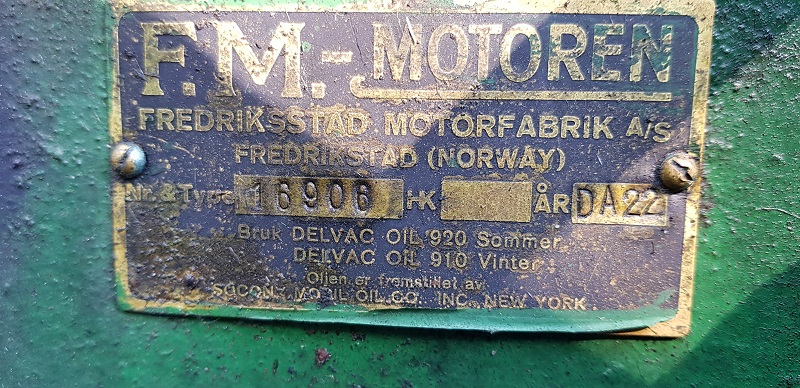 F.M.-MOTOREN
FREDRIKSSTAD MOTORFABRIK A/S
FREDRIKSTAD (NORWAY)
Nr. & Type 16906 HK ÅR DA22
Bruk DELVAC OIL 920 Sommer
DELVAC OIL 910 Vinter
Oljen er fremstillet av
SOCONY MOBIL OIL CO. INC., NEW YORK